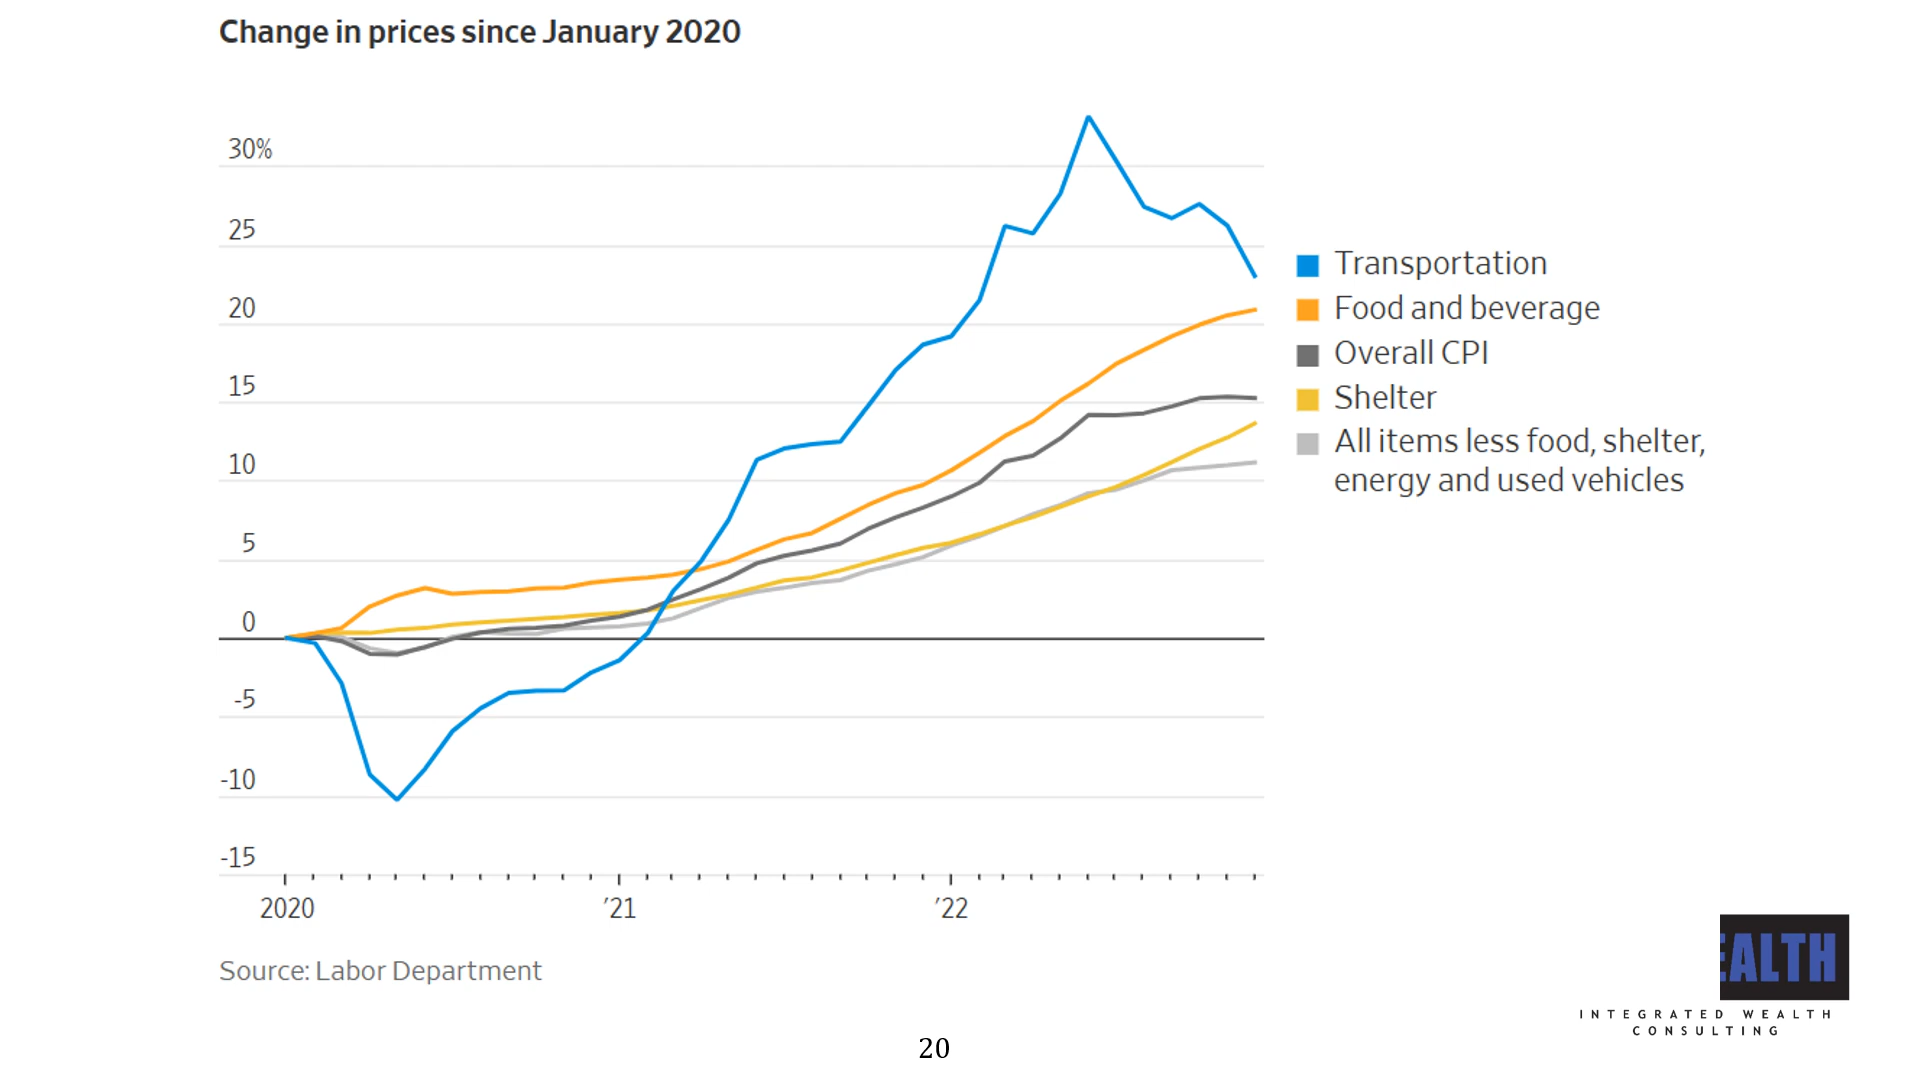 Change in prices since January 2020
30%
25
20
15
10
5
0
-5
-10
-15
2020
'21
'22
Transportation
Food and beverage
Overall CPI
Shelter
All items less food, shelter,
energy and used vehicles
Source: Labor Department
EALTH
INTEGRATED WEALTH
CONSULTING
20